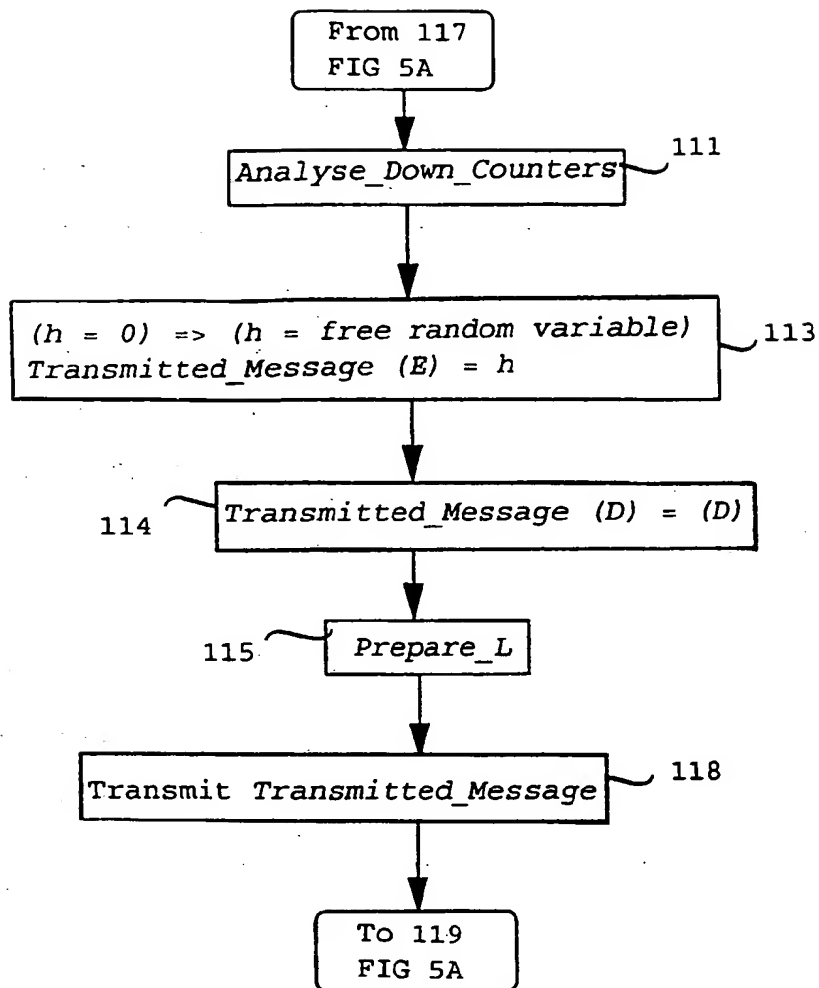 From 117
FIG 5A
Analyse_Down_Counters
111
(h = 0) => (h = free random variable)
Transmitted_Message (E) = h
113
Transmitted_Message (D) = (D)
114
Prepare_L
115
Transmit Transmitted_Message
118
To 119
FIG 5A